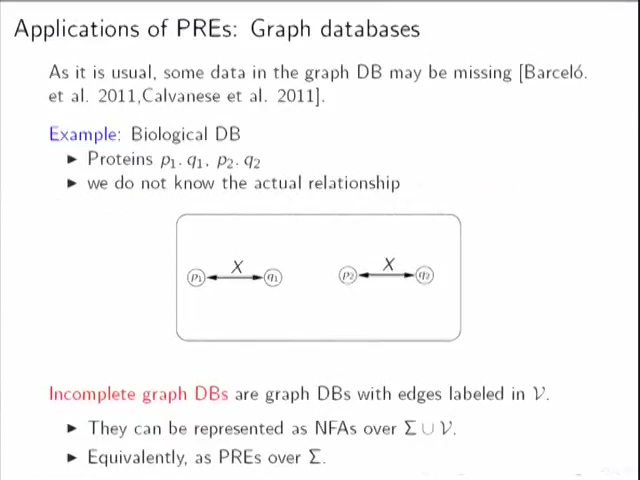 Applications of PREs: Graph databases
As it is usual, some data in the graph DB may be missing [Barceló.
et al. 2011,Calvanese et al. 2011].
Example: Biological DB
► Proteins p₁, q₁, p₂, q₂
► we do not know the actual relationship
p₁ X q₁ p₂ X q₂
Incomplete graph DBs are graph DBs with edges labeled in 𝒱.
► They can be represented as NFAs over Σ ∪ 𝒱.
► Equivalently, as PREs over Σ.